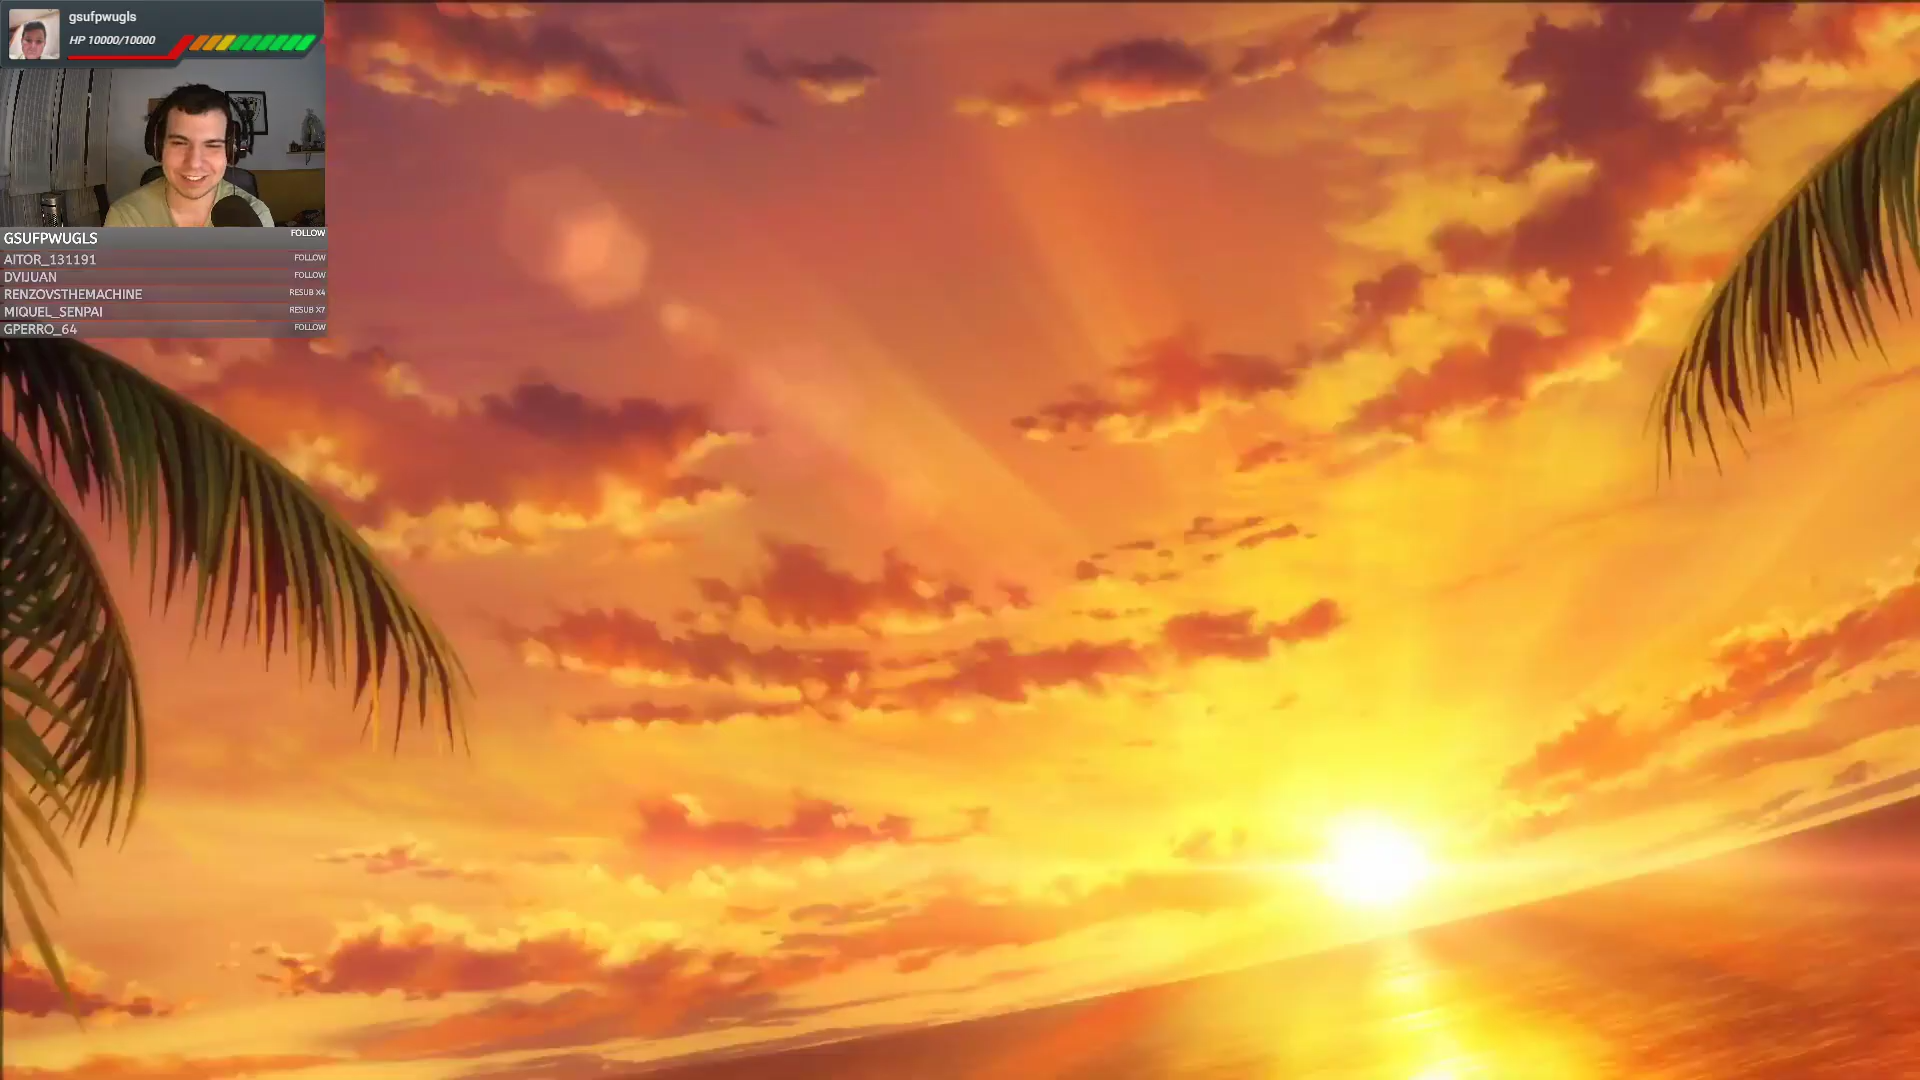 gsufpwugls
HP 10000/10000
GSUFPWUGLS FOLLOW
AITOR_131191 FOLLOW
DVIJUAN FOLLOW
RENZOVSTHEMACHINE RESUB X4
MIQUEL_SENPAI RESUB X7
GPERRO_64 FOLLOW